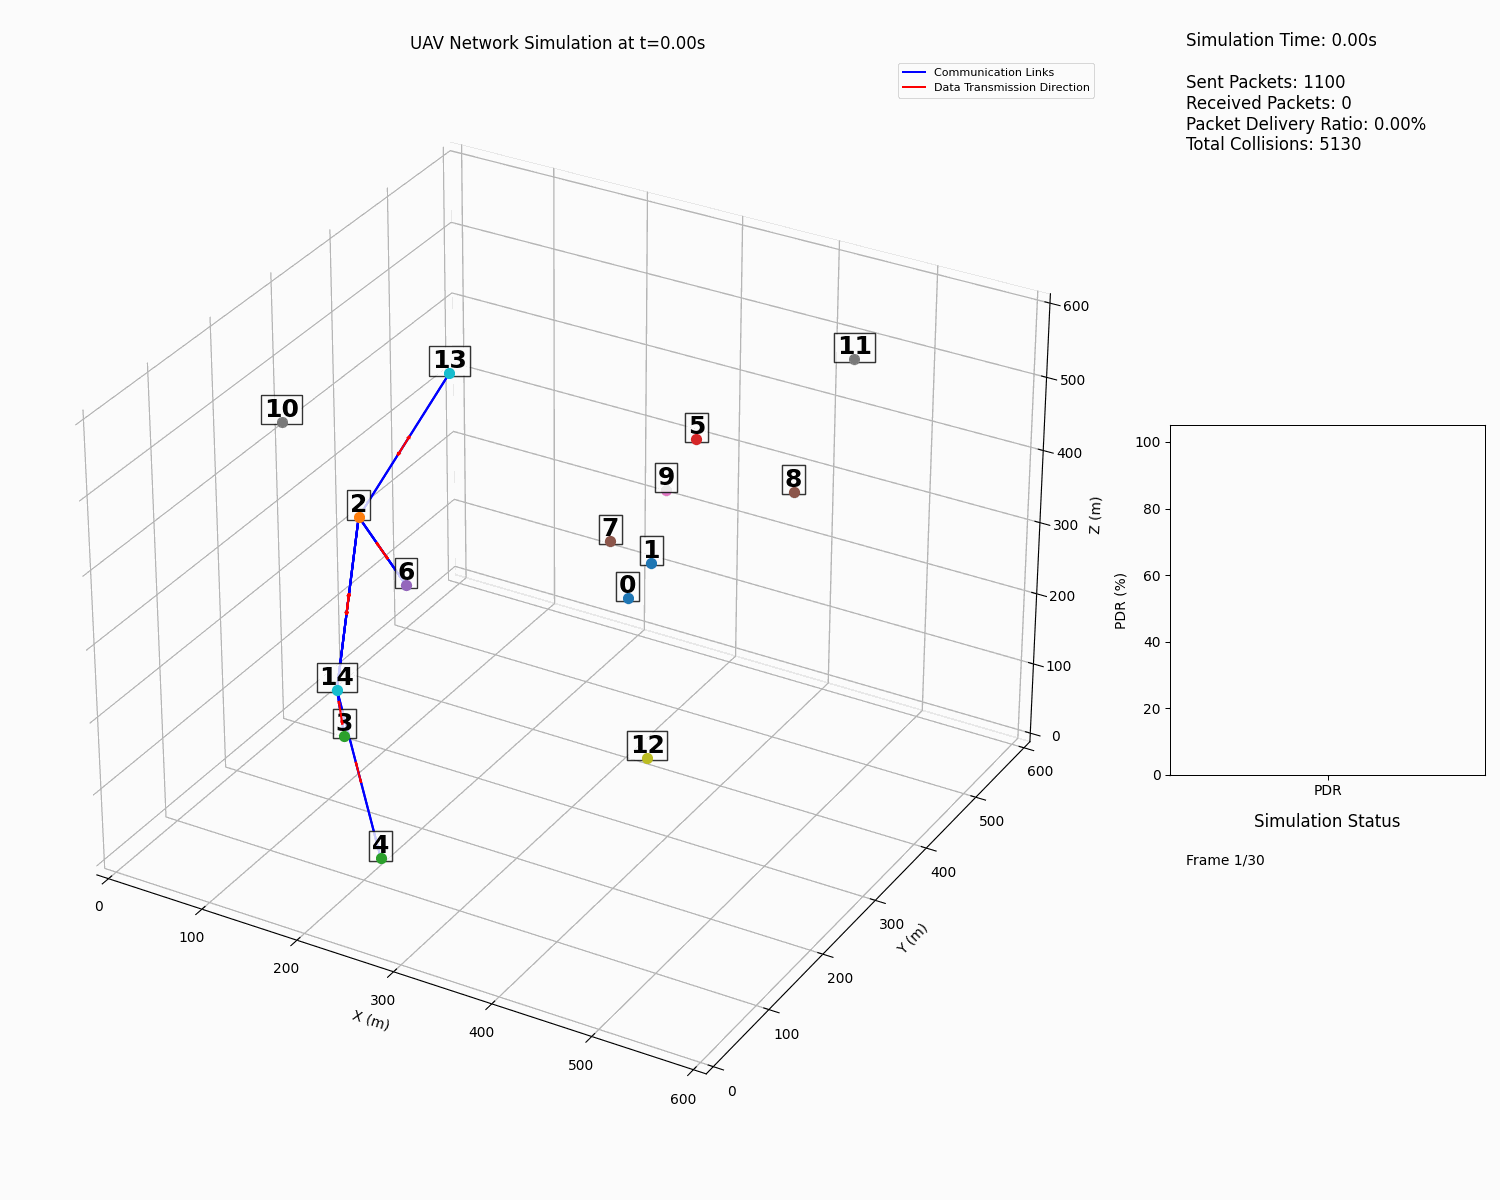 UAV Network Simulation at t=0.00s
Communication Links
Data Transmission Direction
Simulation Time: 0.00s
Sent Packets: 1100
Received Packets: 0
Packet Delivery Ratio: 0.00%
Total Collisions: 5130
13
11
10
5
9
8
2
7
1
6
0
14
3
12
4
600
500
400
300
200
100
0
Z (m)
600
500
400
300
200
100
0
Y (m)
0
100
200
300
400
500
600
X (m)
100
80
60
40
20
0
PDR (%)
PDR
Simulation Status
Frame 1/30